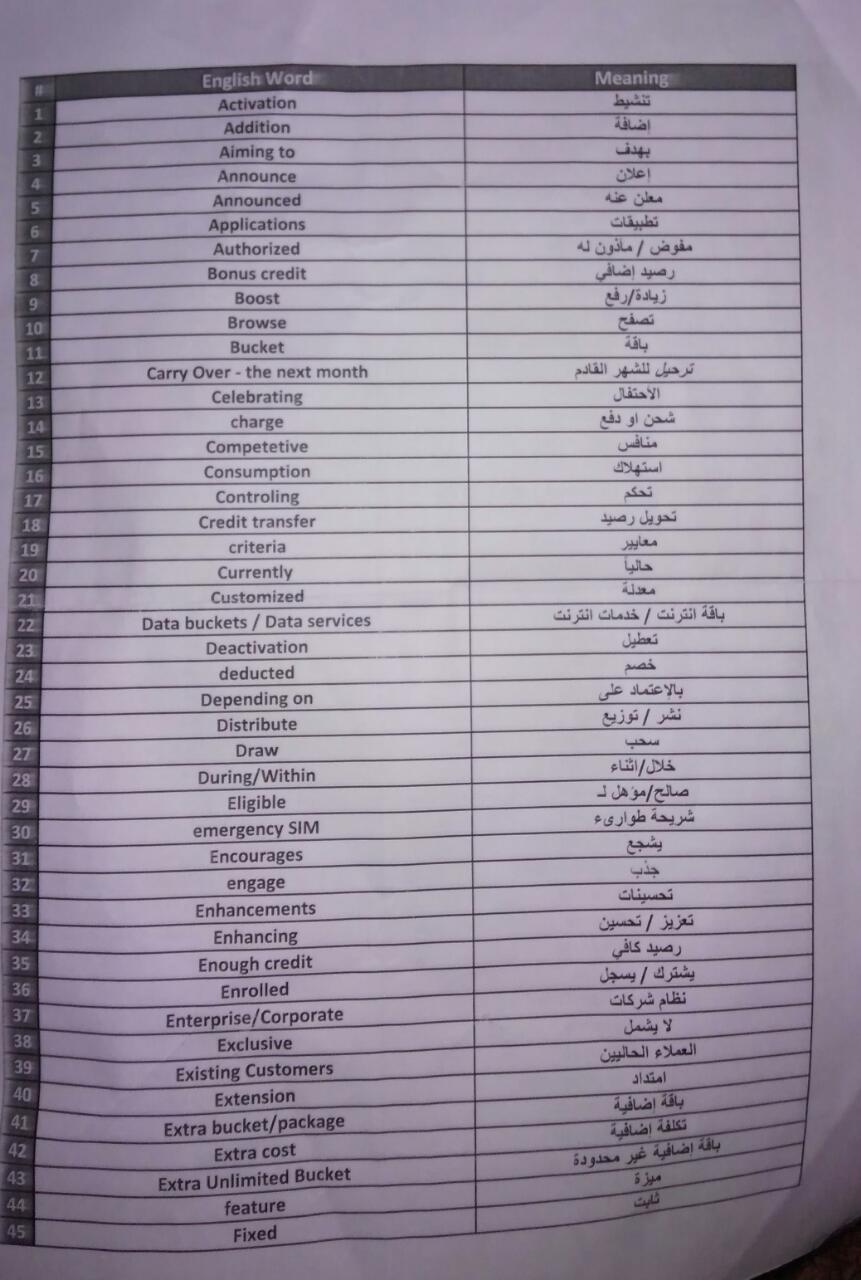 # English Word Meaning
1 Activation تنشيط
2 Addition إضافة
3 Aiming to يهدف
4 Announce إعلان
5 Announced معلن عنه
6 Applications تطبيقات
7 Authorized مفوض / مأذون له
8 Bonus credit رصيد إضافي
9 Boost زيادة/رفع
10 Browse تصفح
11 Bucket باقة
12 Carry Over - the next month ترحيل للشهر القادم
13 Celebrating الأحتفال
14 charge شحن او دفع
15 Competetive منافس
16 Consumption استهلاك
17 Controling تحكم
18 Credit transfer تحويل رصيد
19 criteria معايير
20 Currently حالياً
21 Customized معدلة
22 Data buckets / Data services باقة انترنت / خدمات انترنت
23 Deactivation تعطيل
24 deducted خصم
25 Depending on بالإعتماد على
26 Distribute نشر / توزيع
27 Draw سحب
28 During/Within خلال/اثناء
29 Eligible صالح/مؤهل لـ
30 emergency SIM شريحة طوارىء
31 Encourages يشجع
32 engage جذب
33 Enhancements تحسينات
34 Enhancing تعزيز / تحسين
35 Enough credit رصيد كافي
36 Enrolled يشترك / يسجل
37 Enterprise/Corporate نظام شركات
38 Exclusive لا يشمل
39 Existing Customers العملاء الحاليين
40 Extension امتداد
41 Extra bucket/package باقة إضافية
42 Extra cost تكلفة إضافية
43 Extra Unlimited Bucket باقة إضافية غير محدودة
44 feature ميزة
45 Fixed ثابت